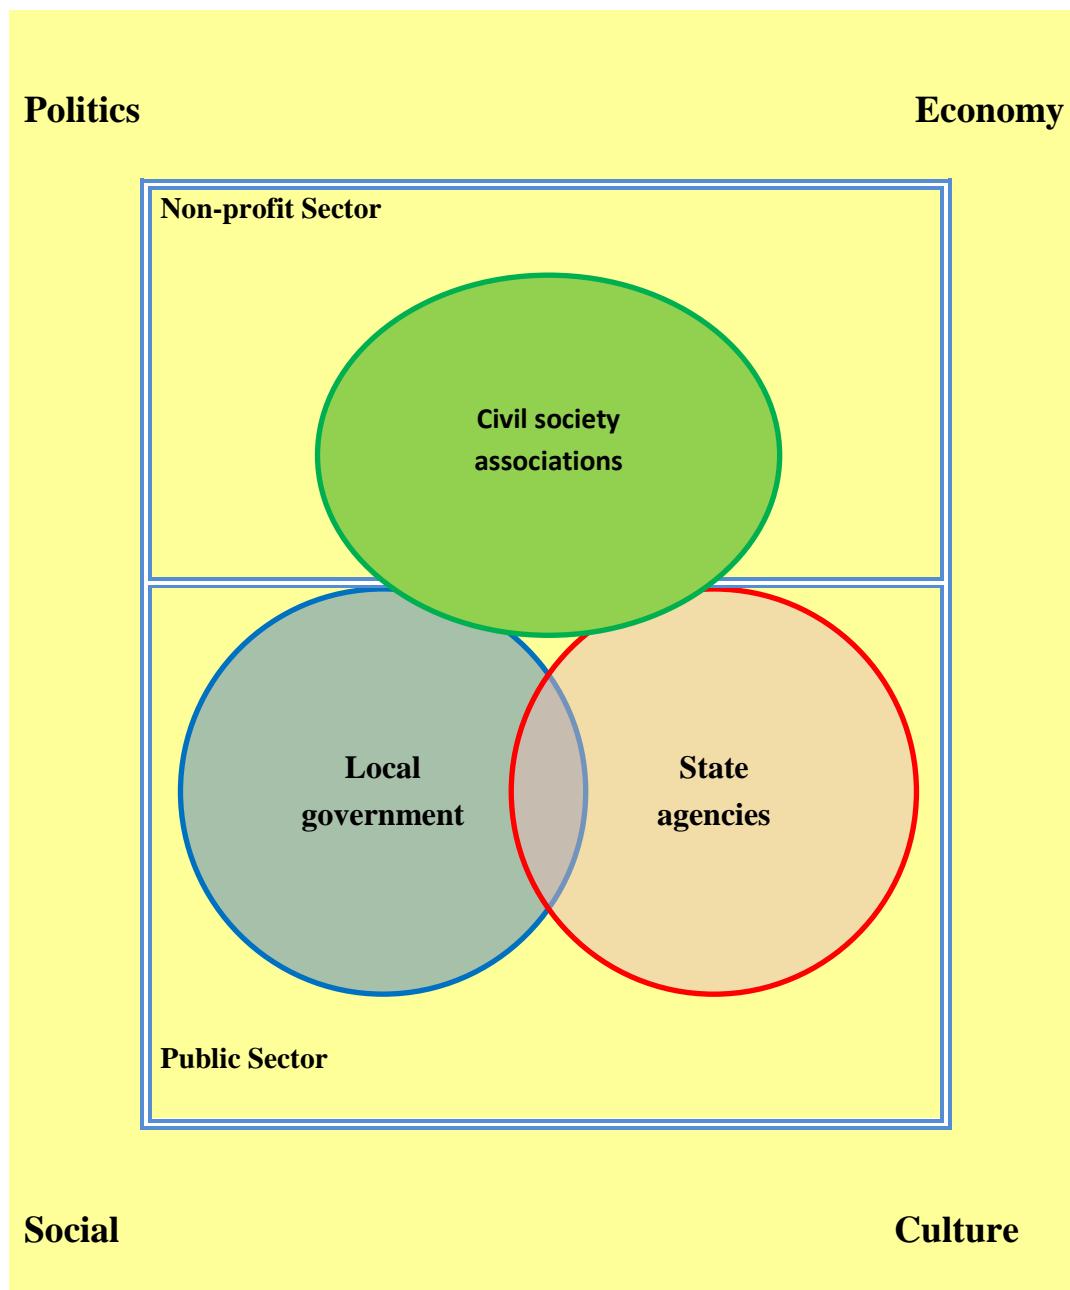 Politics
Economy
Non-profit Sector
Civil society
associations
Local
government
State
agencies
Public Sector
Social
Culture